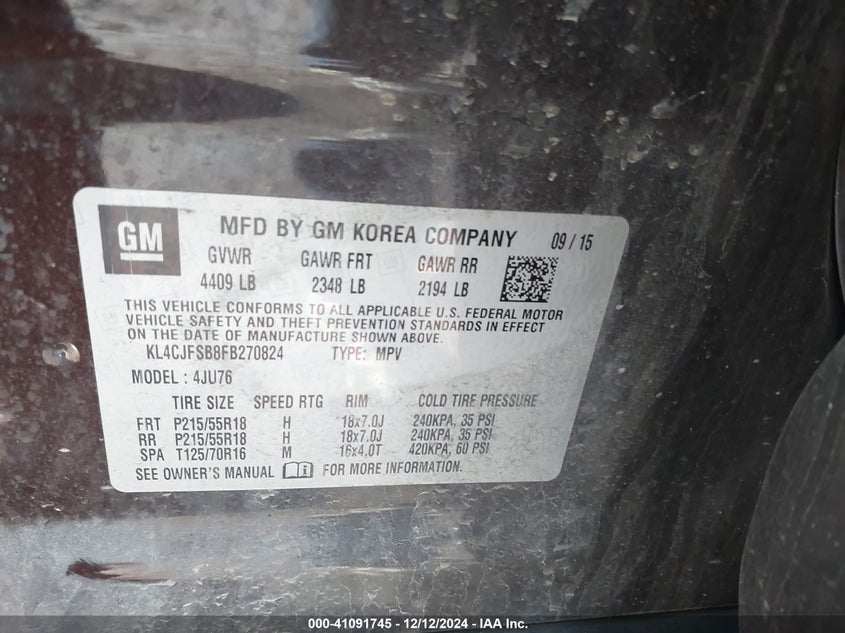 GM MFD BY GM KOREA COMPANY 09 / 15
GVWR GAWR FRT GAWR RR
4409 LB 2348 LB 2194 LB
THIS VEHICLE CONFORMS TO ALL APPLICABLE U.S. FEDERAL MOTOR
VEHICLE SAFETY AND THEFT PREVENTION STANDARDS IN EFFECT
ON THE DATE OF MANUFACTURE SHOWN ABOVE.
KL4CJFSB8FB270824 TYPE: MPV
MODEL : 4JU76
TIRE SIZE SPEED RTG RIM COLD TIRE PRESSURE
FRT P215/55R18 H 18x7.0J 240KPA, 35 PSI
RR P215/55R18 H 18x7.0J 240KPA, 35 PSI
SPA T125/70R16 M 16x4.0T 420KPA, 60 PSI
SEE OWNER'S MANUAL FOR MORE INFORMATION.
000-41091745 - 12/12/2024 - IAA Inc.